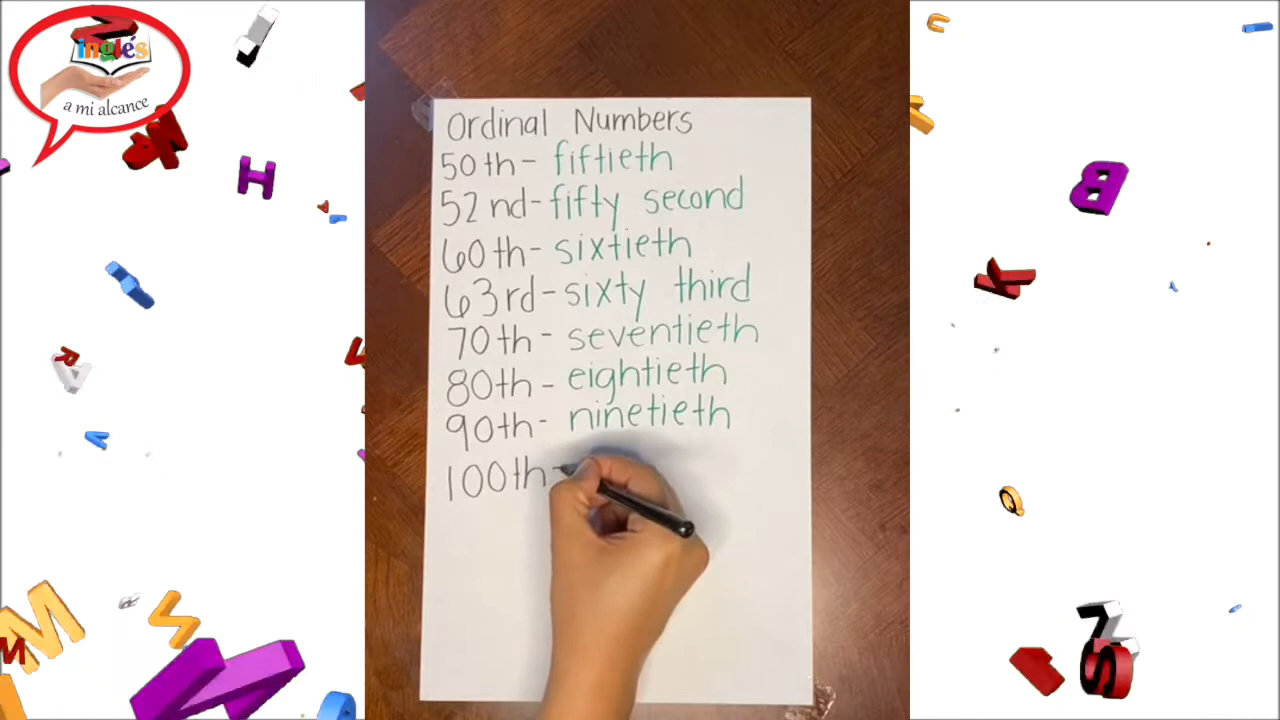 inglés
a mi alcance
Ordinal Numbers
50th- fiftieth
52nd- fifty second
60th- sixtieth
63rd- sixty third
70th- seventieth
80th- eightieth
90th- ninetieth
100th-